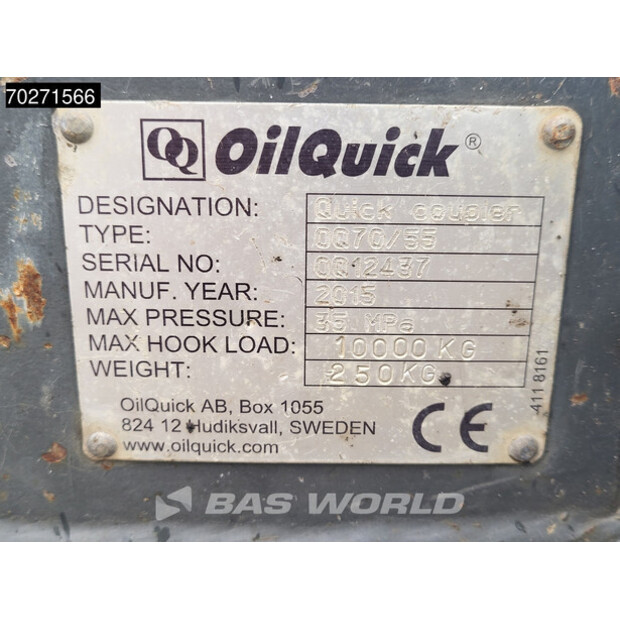 70271566
OQ OilQuick®
DESIGNATION: Quick coupler
TYPE: OQ70/55
SERIAL NO: OQ12437
MANUF. YEAR: 2015
MAX PRESSURE: 35 MPa
MAX HOOK LOAD: 10000KG
WEIGHT: 250KG
OilQuick AB, Box 1055
824 12 Hudiksvall, SWEDEN
www.oilquick.com
CE
411 8161
BAS WORLD